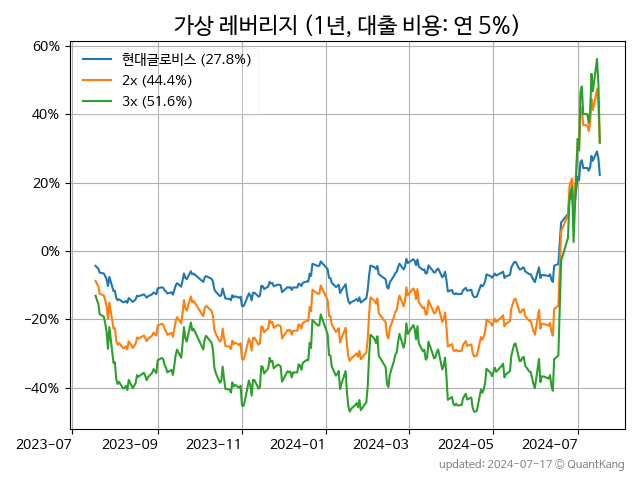 가상 레버리지 (1년, 대출 비용: 연 5%)
현대글로비스 (27.8%)
2x (44.4%)
3x (51.6%)
60%
40%
20%
0%
−20%
−40%
2023-07 2023-09 2023-11 2024-01 2024-03 2024-05 2024-07
updated: 2024-07-17 © QuantKang